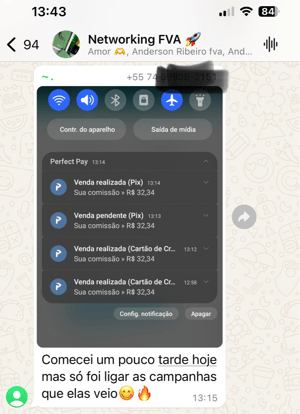 13:43
84
94
Networking FVA 🚀
Amor 🫶, Anderson Ribeiro fva, And...
~ .
+55 74
Contr. do aparelho
Saída de mídia
Perfect Pay 13:14
Venda realizada (Pix) 13:14
Sua comissão » R$ 32,34
Venda pendente (Pix) 13:13
Sua comissão » R$ 32,34
Venda realizada (Cartão de Cr... 13:12
Sua comissão » R$ 32,34
Venda realizada (Cartão de Cr... 12:58
Sua comissão » R$ 32,34
Config. notificação
Apagar
Comecei um pouco tarde hoje
mas só foi ligar as campanhas
que elas veio😋🔥
13:15